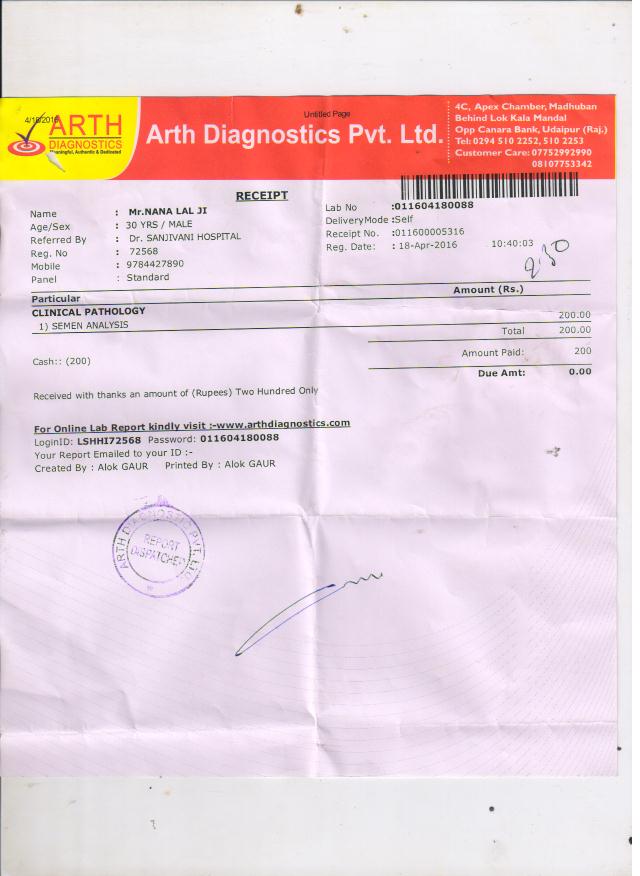 4/18/2016
Untitled Page
ARTH
DIAGNOSTICS
Meaningful, Authentic & Dedicated
Arth Diagnostics Pvt. Ltd.
4C, Apex Chamber, Madhuban
Behind Lok Kala Mandal
Opp Canara Bank, Udaipur (Raj.)
Tel: 0294 510 2252, 510 2253
Customer Care: 07752992990
08107753342
RECEIPT
Name : Mr.NANA LAL JI
Age/Sex : 30 YRS / MALE
Referred By : Dr. SANJIVANI HOSPITAL
Reg. No : 72568
Mobile : 9784427890
Panel : Standard
Lab No :011604180088
DeliveryMode :Self
Receipt No. :011600005316
Reg. Date: : 18-Apr-2016 10:40:03
Particular Amount (Rs.)
CLINICAL PATHOLOGY
1) SEMEN ANALYSIS 200.00
Total 200.00
Cash:: (200)
Amount Paid: 200
Due Amt: 0.00
Received with thanks an amount of (Rupees) Two Hundred Only
For Online Lab Report kindly visit :-www.arthdiagnostics.com
LoginID: LSHHI72568 Password: 011604180088
Your Report Emailed to your ID :-
Created By : Alok GAUR Printed By : Alok GAUR
ARTH DIAGNOSTIC PVT. LTD.
REPORT
DISPATCHED